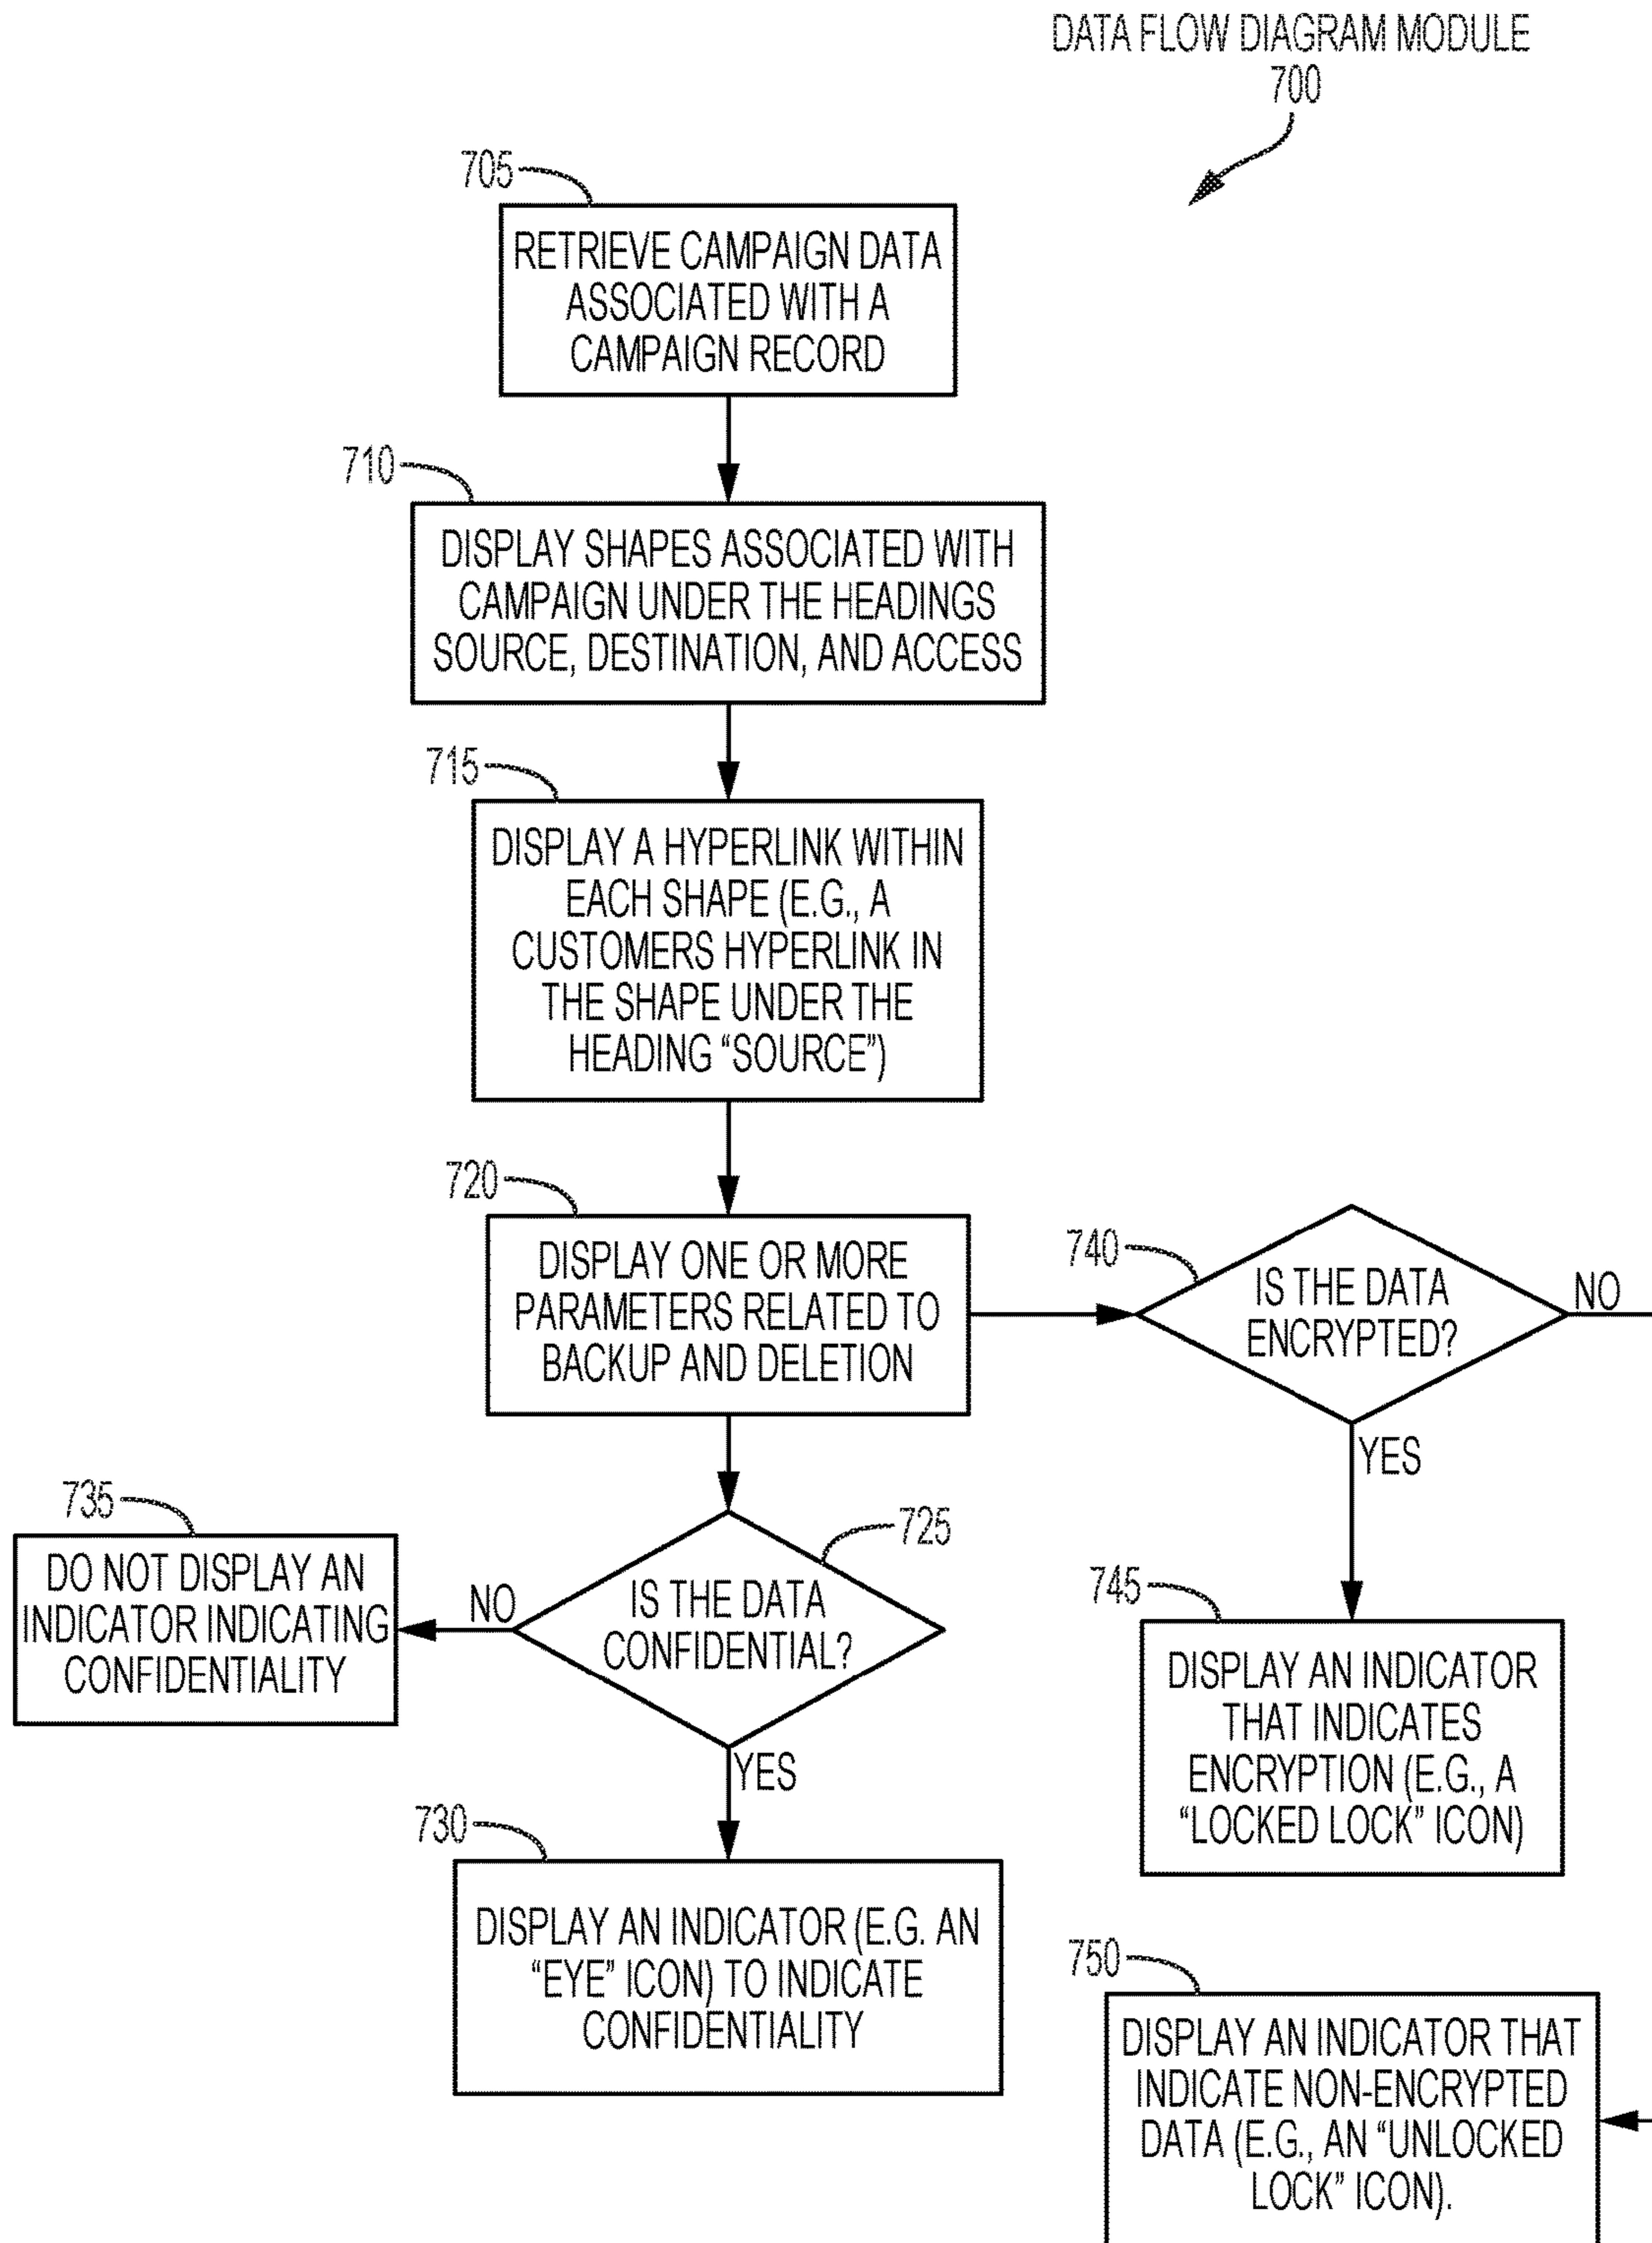 DATA FLOW DIAGRAM MODULE
700
705
RETRIEVE CAMPAIGN DATA
ASSOCIATED WITH A
CAMPAIGN RECORD
710
DISPLAY SHAPES ASSOCIATED WITH
CAMPAIGN UNDER THE HEADINGS
SOURCE, DESTINATION, AND ACCESS
715
DISPLAY A HYPERLINK WITHIN
EACH SHAPE (E.G., A
CUSTOMERS HYPERLINK IN
THE SHAPE UNDER THE
HEADING “SOURCE”)
720
DISPLAY ONE OR MORE
PARAMETERS RELATED TO
BACKUP AND DELETION
740
IS THE DATA
ENCRYPTED?
NO
YES
735
DO NOT DISPLAY AN
INDICATOR INDICATING
CONFIDENTIALITY
NO
725
IS THE DATA
CONFIDENTIAL?
YES
745
DISPLAY AN INDICATOR
THAT INDICATES
ENCRYPTION (E.G., A
“LOCKED LOCK” ICON)
730
DISPLAY AN INDICATOR (E.G. AN
“EYE” ICON) TO INDICATE
CONFIDENTIALITY
750
DISPLAY AN INDICATOR THAT
INDICATE NON-ENCRYPTED
DATA (E.G., AN “UNLOCKED
LOCK” ICON).